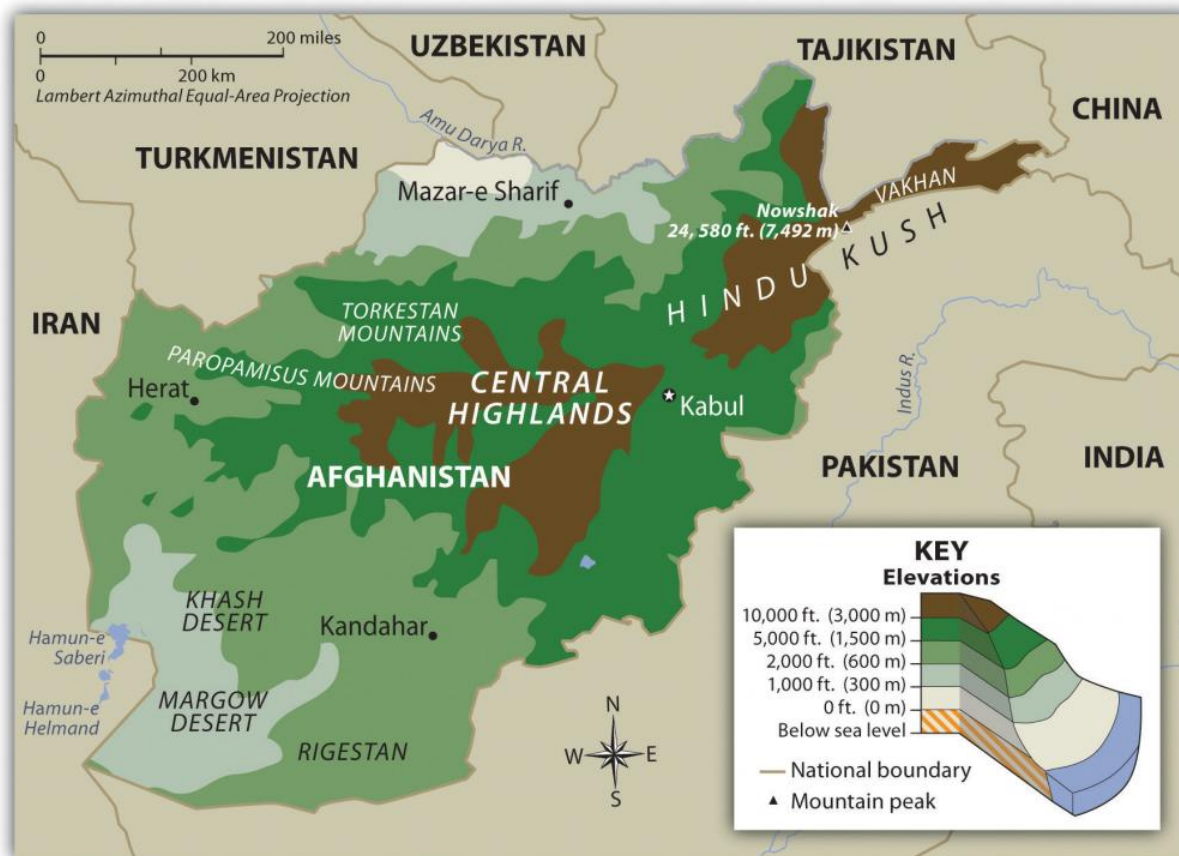 0 200 miles
0 200 km
Lambert Azimuthal Equal-Area Projection
UZBEKISTAN
TAJIKISTAN
CHINA
TURKMENISTAN
Amu Darya R.
Mazar-e Sharif
VAKHAN
Nowshak
24, 580 ft. (7,492 m)
HINDU KUSH
IRAN
TORKESTAN
MOUNTAINS
PAROPAMISUS MOUNTAINS
Herat
CENTRAL
HIGHLANDS
Kabul
Indus R.
AFGHANISTAN
PAKISTAN
INDIA
KHASH
DESERT
Kandahar
Hamun-e
Saberi
Hamun-e
Helmand
MARGOW
DESERT
RIGESTAN
N
W E
S
KEY
Elevations
10,000 ft. (3,000 m)
5,000 ft. (1,500 m)
2,000 ft. (600 m)
1,000 ft. (300 m)
0 ft. (0 m)
Below sea level
National boundary
Mountain peak